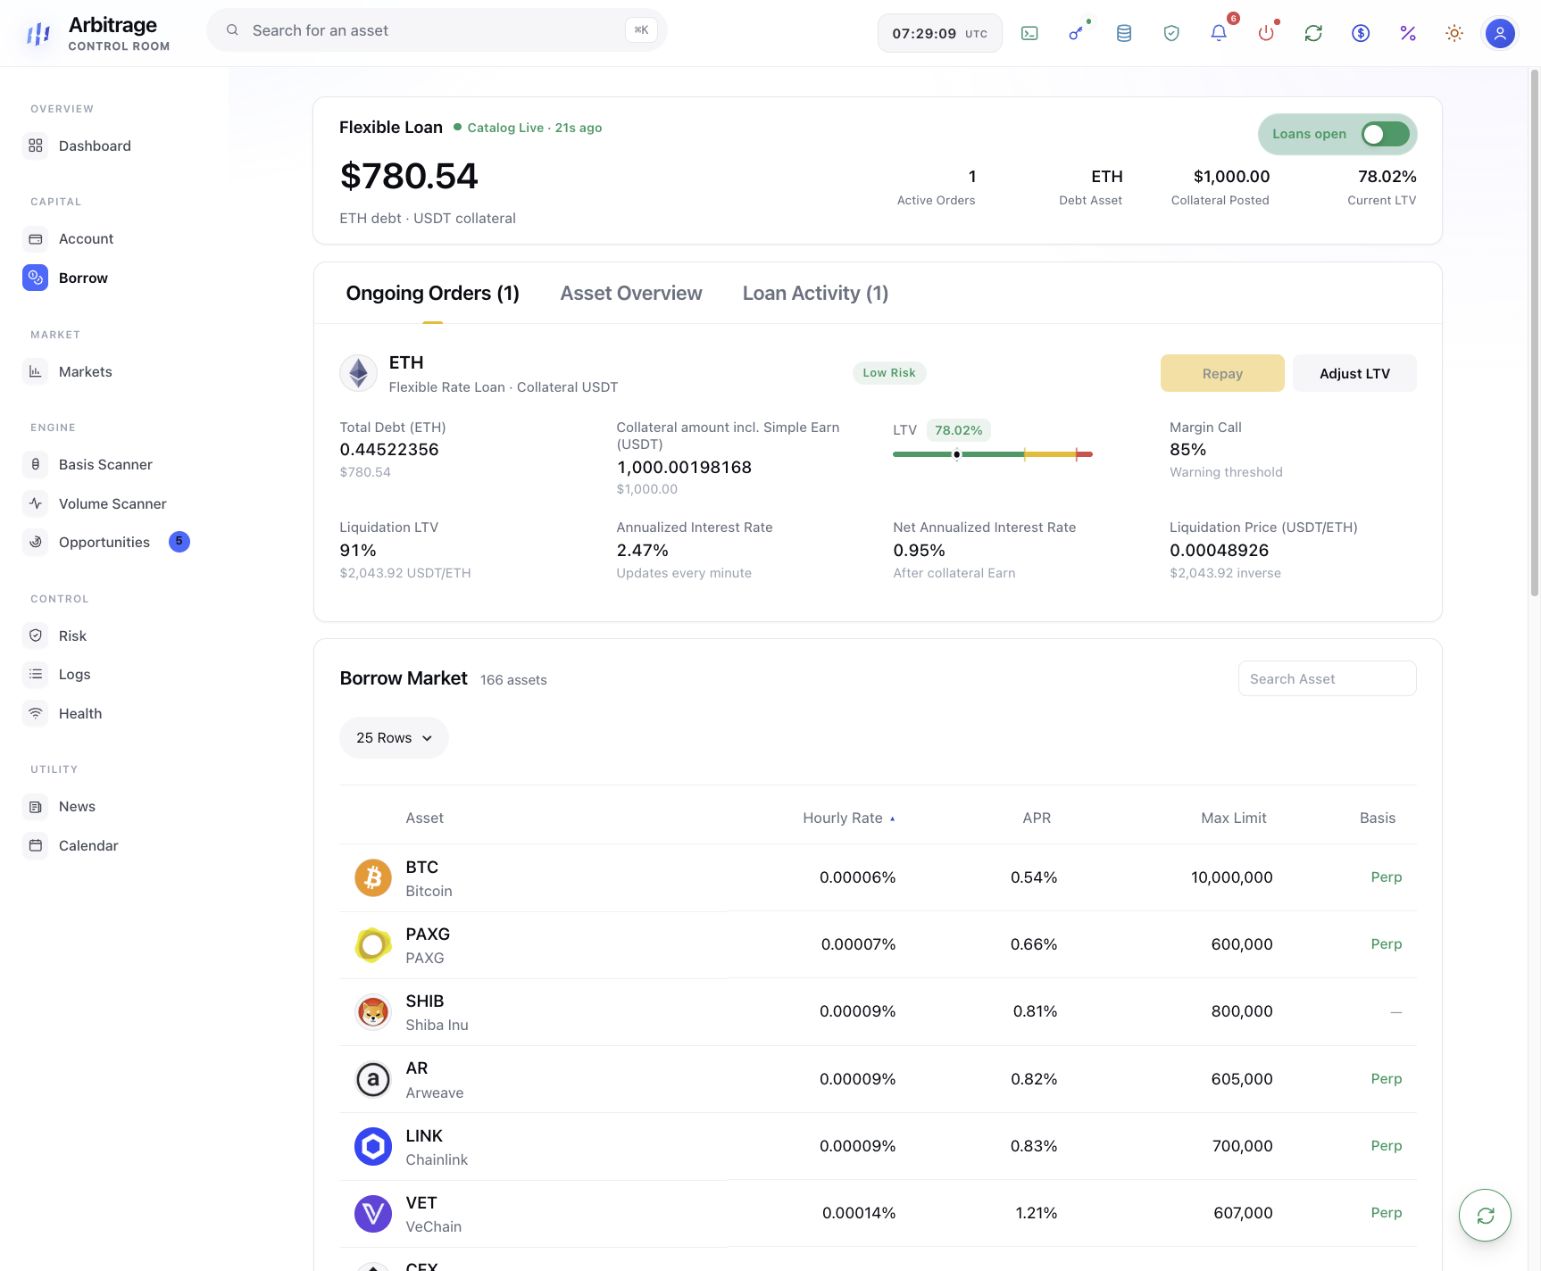 Arbitrage
CONTROL ROOM
Search for an asset
⌘K
07:29:09 UTC
6
OVERVIEW
Dashboard
CAPITAL
Account
Borrow
MARKET
Markets
ENGINE
Basis Scanner
Volume Scanner
Opportunities 5
CONTROL
Risk
Logs
Health
UTILITY
News
Calendar
Flexible Loan Catalog Live · 21s ago
Loans open
$780.54
ETH debt · USDT collateral
1 ETH $1,000.00 78.02%
Active Orders Debt Asset Collateral Posted Current LTV
Ongoing Orders (1) Asset Overview Loan Activity (1)
ETH
Flexible Rate Loan · Collateral USDT
Low Risk
Repay
Adjust LTV
Total Debt (ETH)
0.44522356
$780.54
Collateral amount incl. Simple Earn
(USDT)
1,000.00198168
$1,000.00
LTV 78.02%
Margin Call
85%
Warning threshold
Liquidation LTV
91%
$2,043.92 USDT/ETH
Annualized Interest Rate
2.47%
Updates every minute
Net Annualized Interest Rate
0.95%
After collateral Earn
Liquidation Price (USDT/ETH)
0.00048926
$2,043.92 inverse
Borrow Market 166 assets
Search Asset
25 Rows
Asset Hourly Rate APR Max Limit Basis
BTC
Bitcoin
0.00006% 0.54% 10,000,000 Perp
PAXG
PAXG
0.00007% 0.66% 600,000 Perp
SHIB
Shiba Inu
0.00009% 0.81% 800,000 —
AR
Arweave
0.00009% 0.82% 605,000 Perp
LINK
Chainlink
0.00009% 0.83% 700,000 Perp
VET
VeChain
0.00014% 1.21% 607,000 Perp